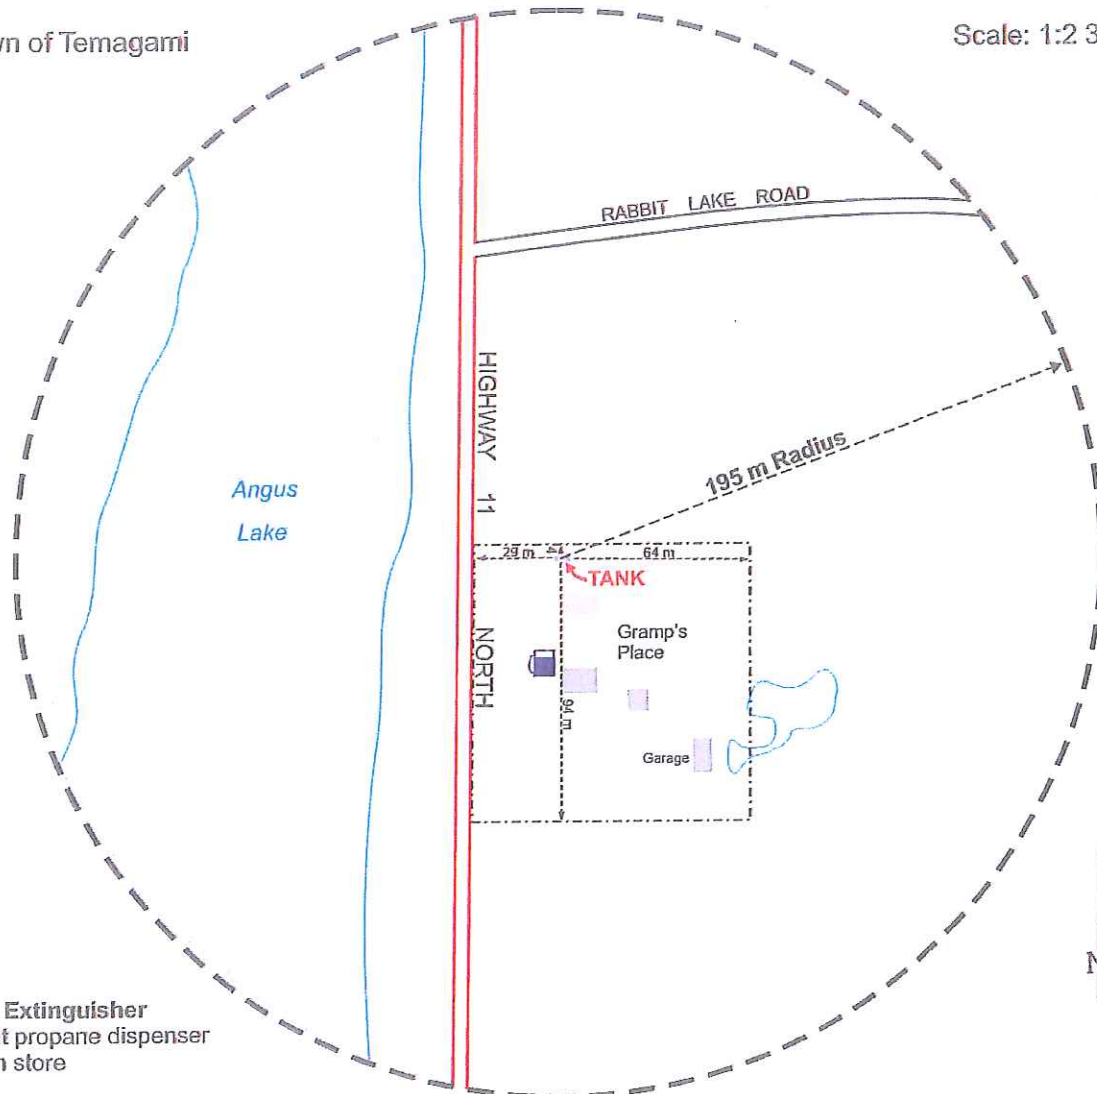 wn of Temagami
Scale: 1:2 3
RABBIT LAKE ROAD
HIGHWAY 11
195 m Radius
Angus
Lake
29 m
4
64 m
TANK
Gramp's
Place
NORTH
94 m
Garage
N
Extinguisher
t propane dispenser
n store